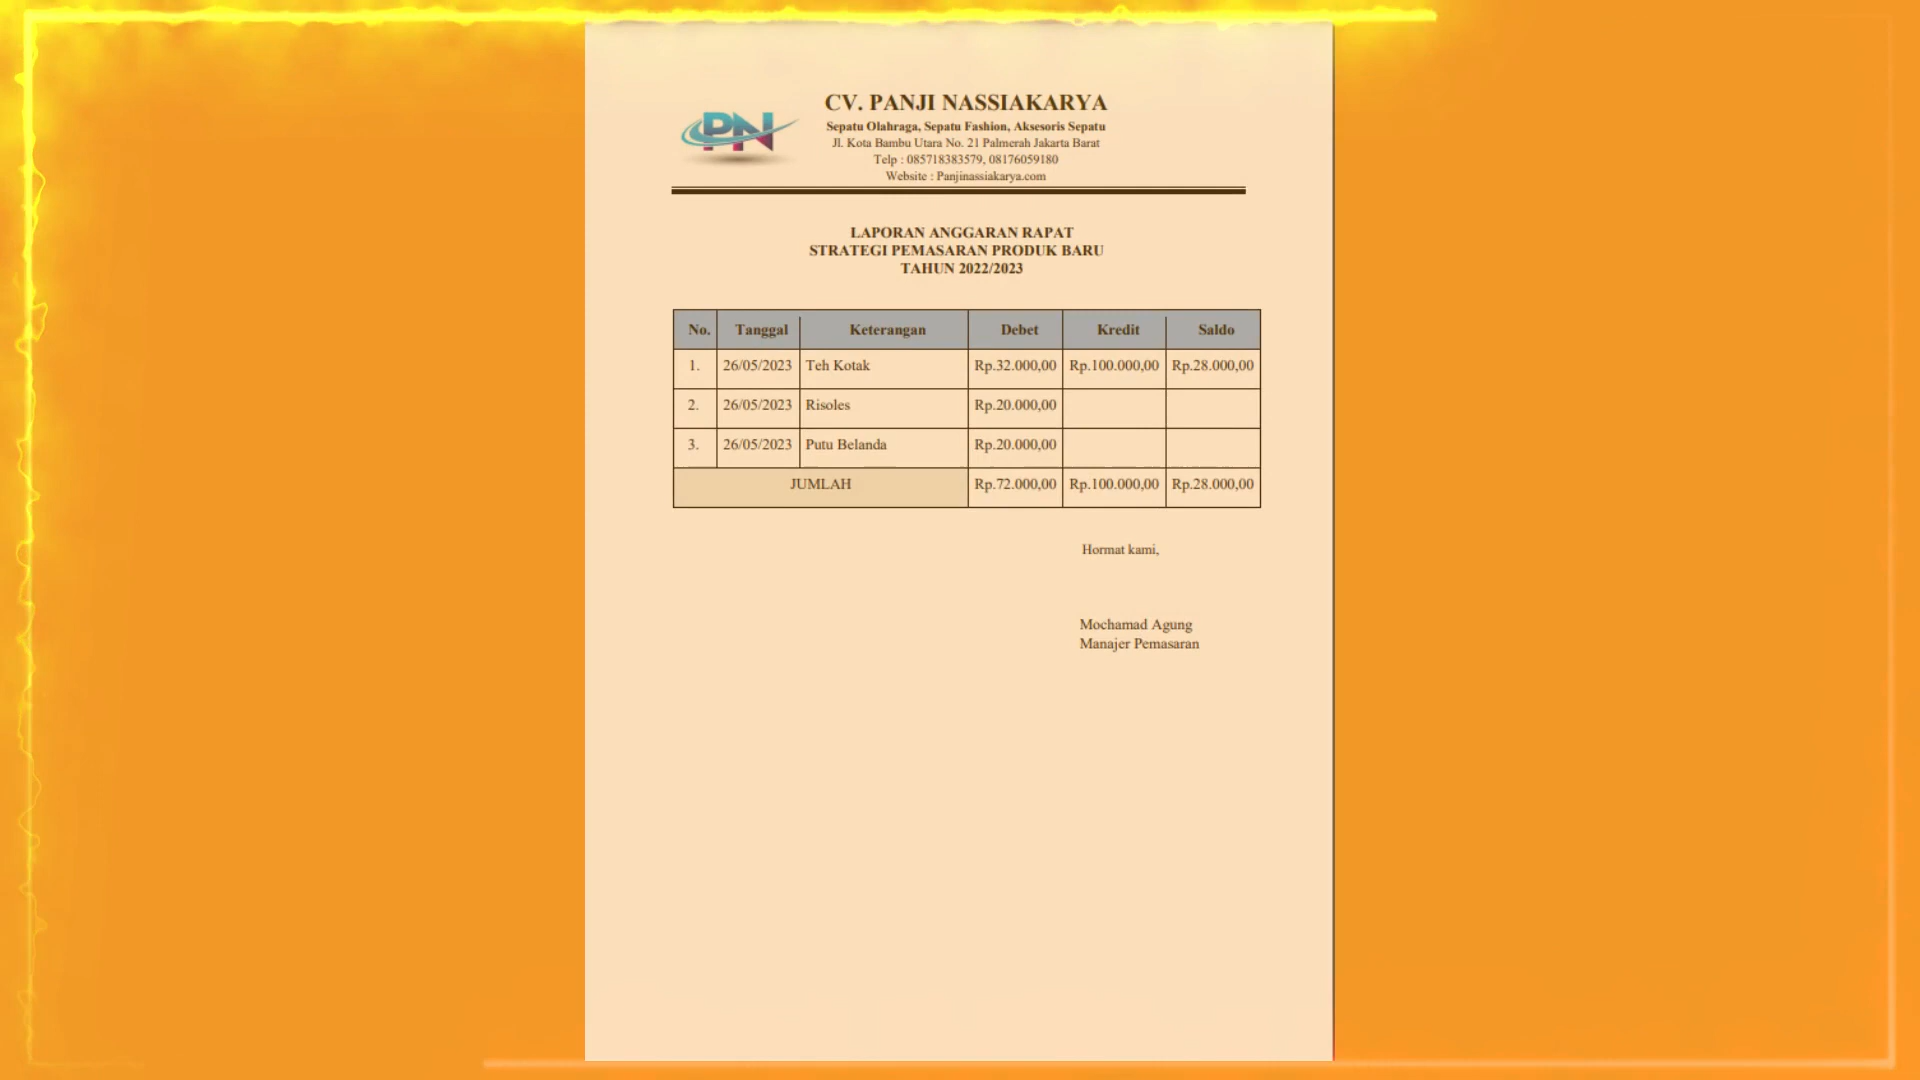 PN
CV. PANJI NASSIAKARYA
Sepatu Olahraga, Sepatu Fashion, Aksesoris Sepatu
Jl. Kota Bambu Utara No. 21 Palmerah Jakarta Barat
Telp : 085718383579, 08176059180
Website : Panjinassiakarya.com
LAPORAN ANGGARAN RAPAT
STRATEGI PEMASARAN PRODUK BARU
TAHUN 2022/2023
No. Tanggal Keterangan Debet Kredit Saldo
1. 26/05/2023 Teh Kotak Rp.32.000,00 Rp.100.000,00 Rp.28.000,00
2. 26/05/2023 Risoles Rp.20.000,00
3. 26/05/2023 Putu Belanda Rp.20.000,00
JUMLAH Rp.72.000,00 Rp.100.000,00 Rp.28.000,00
Hormat kami,
Mochamad Agung
Manajer Pemasaran